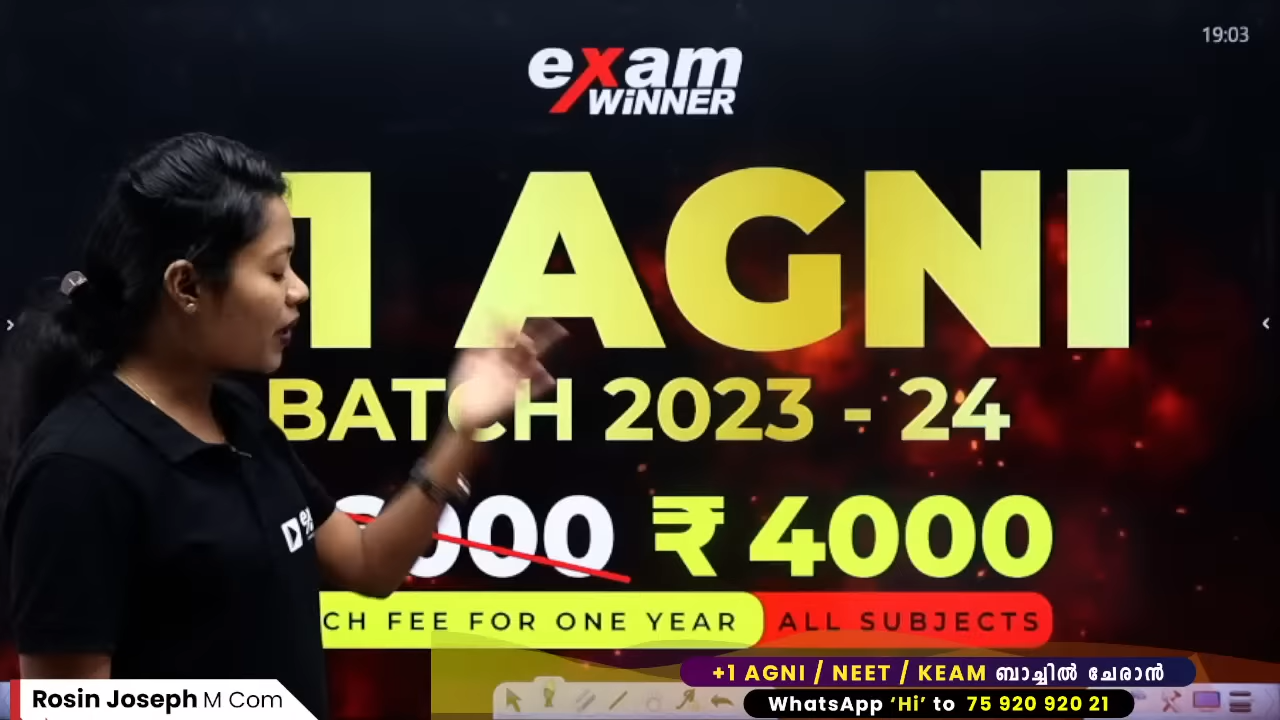 19:03
exam
WiNNER
1 AGNI
BATCH 2023 - 24
000 ₹ 4000
CH FEE FOR ONE YEAR ALL SUBJECTS
+1 AGNI / NEET / KEAM ബാച്ചിൽ ചേരാൻ
WhatsApp ‘Hi’ to 75 920 920 21
Rosin Joseph M Com